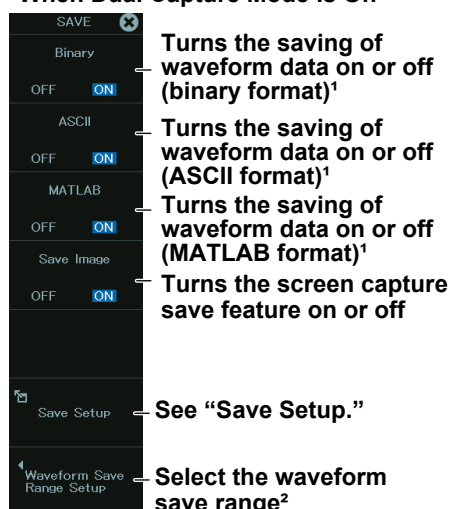 When Dual Capture Mode Is Off
SAVE
Binary
OFF ON
Turns the saving of
waveform data on or off
(binary format)¹
ASCII
OFF ON
Turns the saving of
waveform data on or off
(ASCII format)¹
MATLAB
OFF ON
Turns the saving of
waveform data on or off
(MATLAB format)¹
Save Image
OFF ON
Turns the screen capture
save feature on or off
Save Setup
See “Save Setup.”
Waveform Save
Range Setup
Select the waveform
save range²